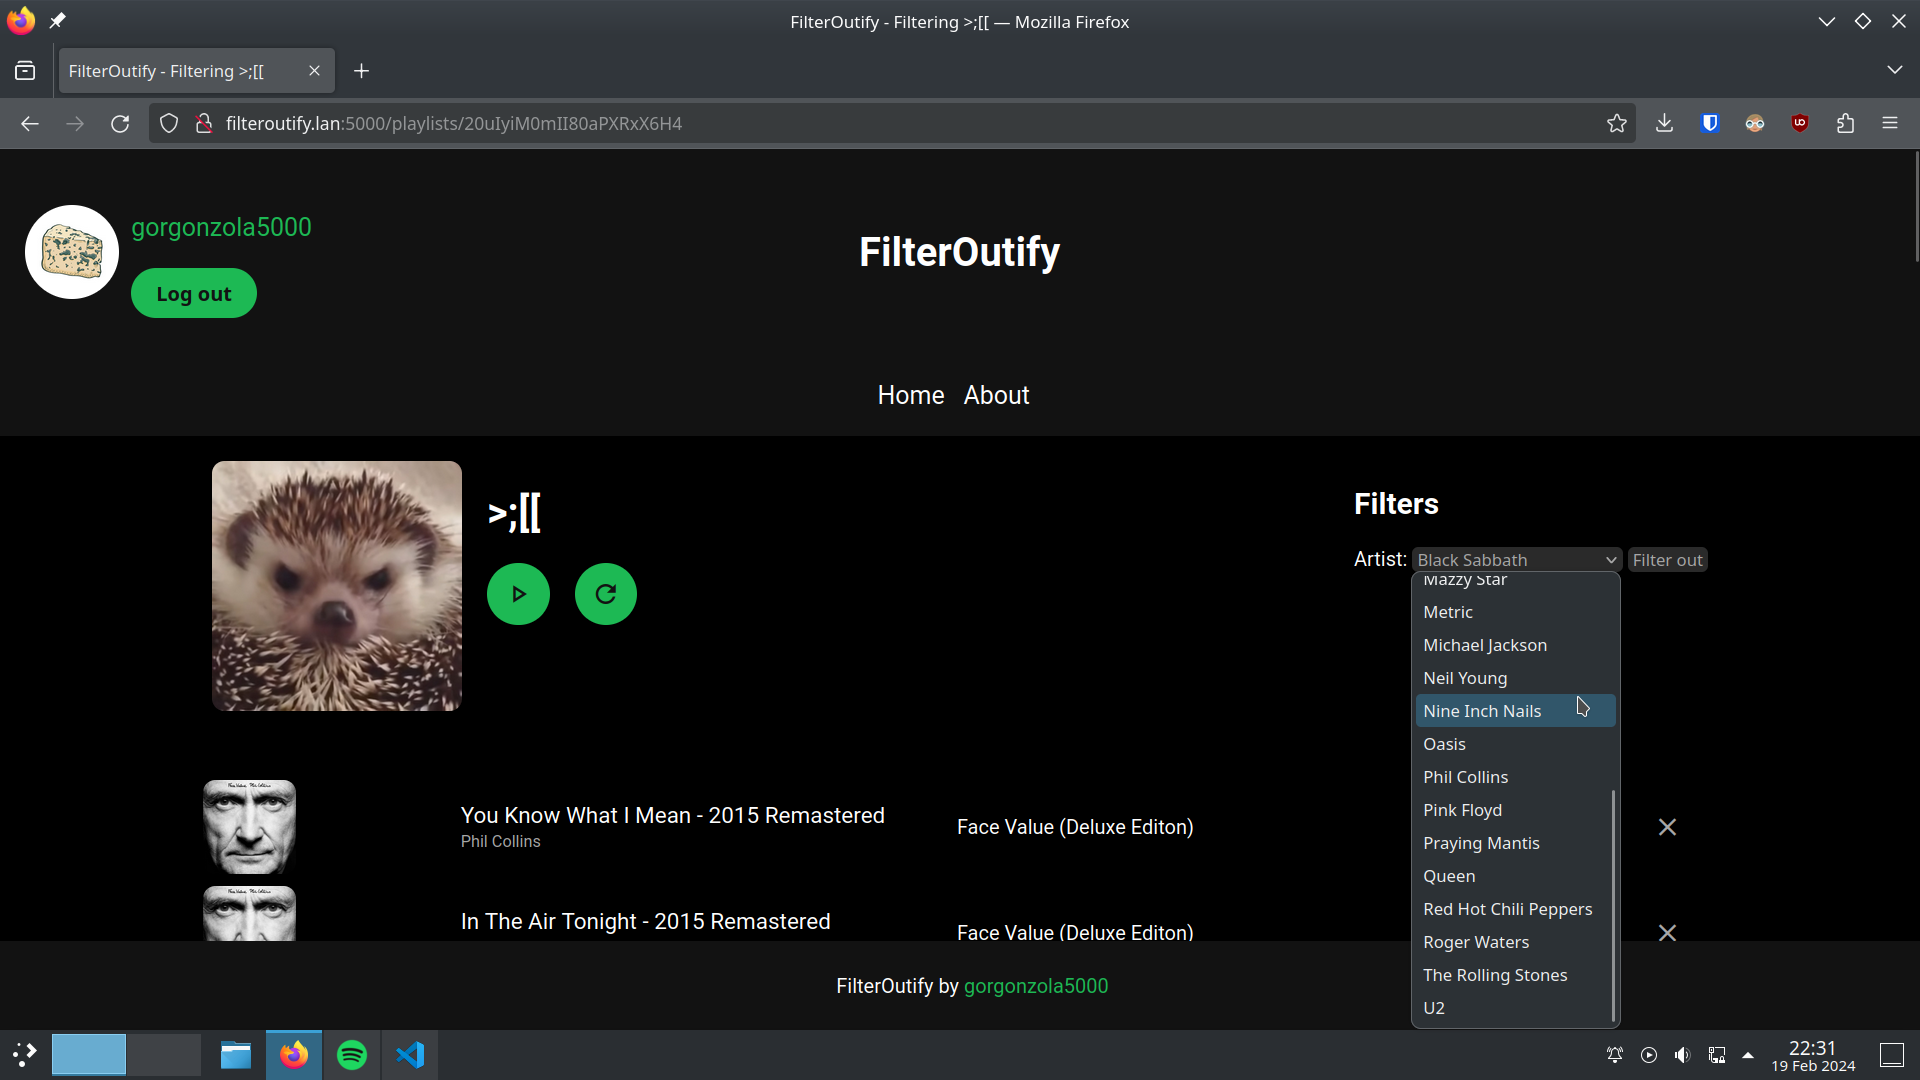 FilterOutify - Filtering >;[[ — Mozilla Firefox
FilterOutify - Filtering >;[[
filteroutify.lan:5000/playlists/20uIyiM0mII80aPXRxX6H4
gorgonzola5000
Log out
FilterOutify
Home About
>;[[
Filters
Artist: Black Sabbath Filter out
Mazzy Star
Metric
Michael Jackson
Neil Young
Nine Inch Nails
Oasis
Phil Collins
Pink Floyd
Praying Mantis
Queen
Red Hot Chili Peppers
Roger Waters
The Rolling Stones
U2
You Know What I Mean - 2015 Remastered
Phil Collins
Face Value (Deluxe Editon)
In The Air Tonight - 2015 Remastered
Face Value (Deluxe Editon)
FilterOutify by gorgonzola5000
22:31
19 Feb 2024